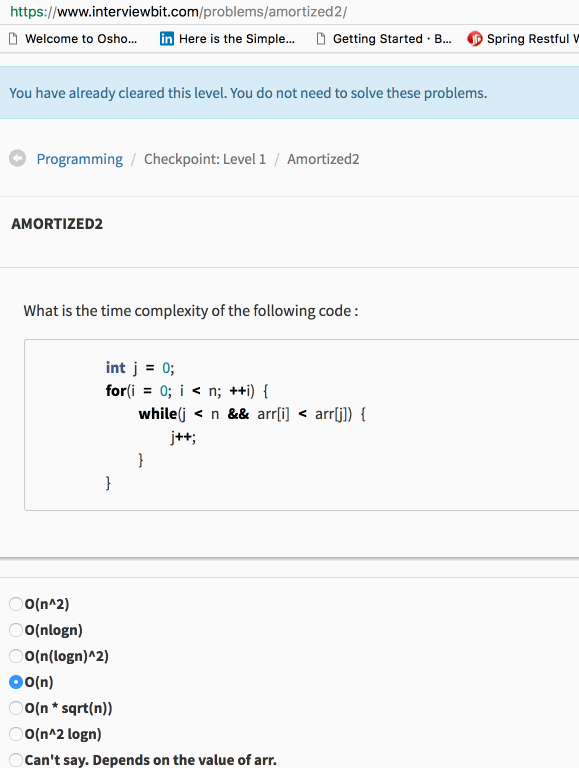 https://www.interviewbit.com/problems/amortized2/
Welcome to Osho... in Here is the Simple... Getting Started · B... Spring Restful
You have already cleared this level. You do not need to solve these problems.
Programming / Checkpoint: Level 1 / Amortized2
AMORTIZED2
What is the time complexity of the following code :
int j = 0;
for(i = 0; i < n; ++i) {
while(j < n && arr[i] < arr[j]) {
j++;
}
}
O(n^2)
O(nlogn)
O(n(logn)^2)
O(n)
O(n * sqrt(n))
O(n^2 logn)
Can't say. Depends on the value of arr.